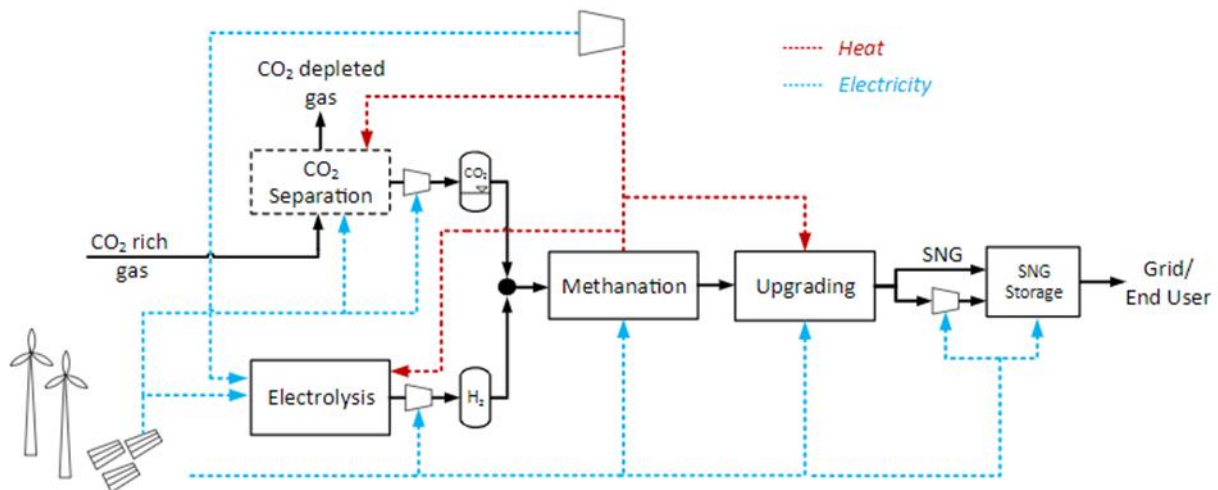 Heat
Electricity
CO₂ depleted
gas
CO₂
Separation
CO₂
CO₂ rich
gas
Methanation
Upgrading
SNG
SNG
Storage
Grid/
End User
Electrolysis
H₂